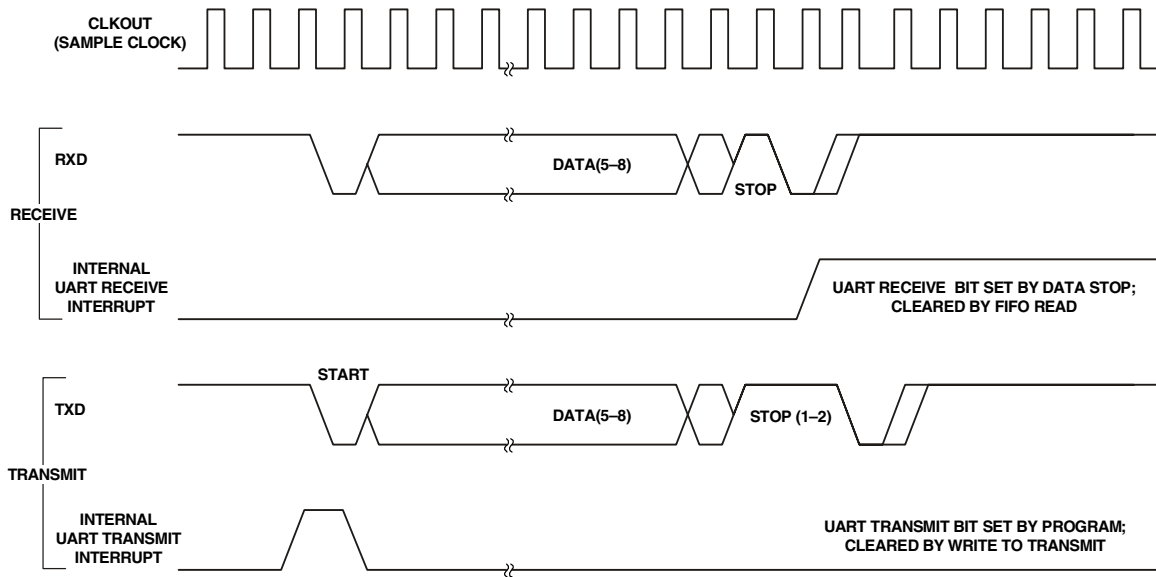 CLKOUT
(SAMPLE CLOCK)
RXD
DATA(5–8)
STOP
RECEIVE
INTERNAL
UART RECEIVE
INTERRUPT
UART RECEIVE BIT SET BY DATA STOP;
CLEARED BY FIFO READ
START
TXD
DATA(5–8)
STOP (1–2)
TRANSMIT
INTERNAL
UART TRANSMIT
INTERRUPT
UART TRANSMIT BIT SET BY PROGRAM;
CLEARED BY WRITE TO TRANSMIT